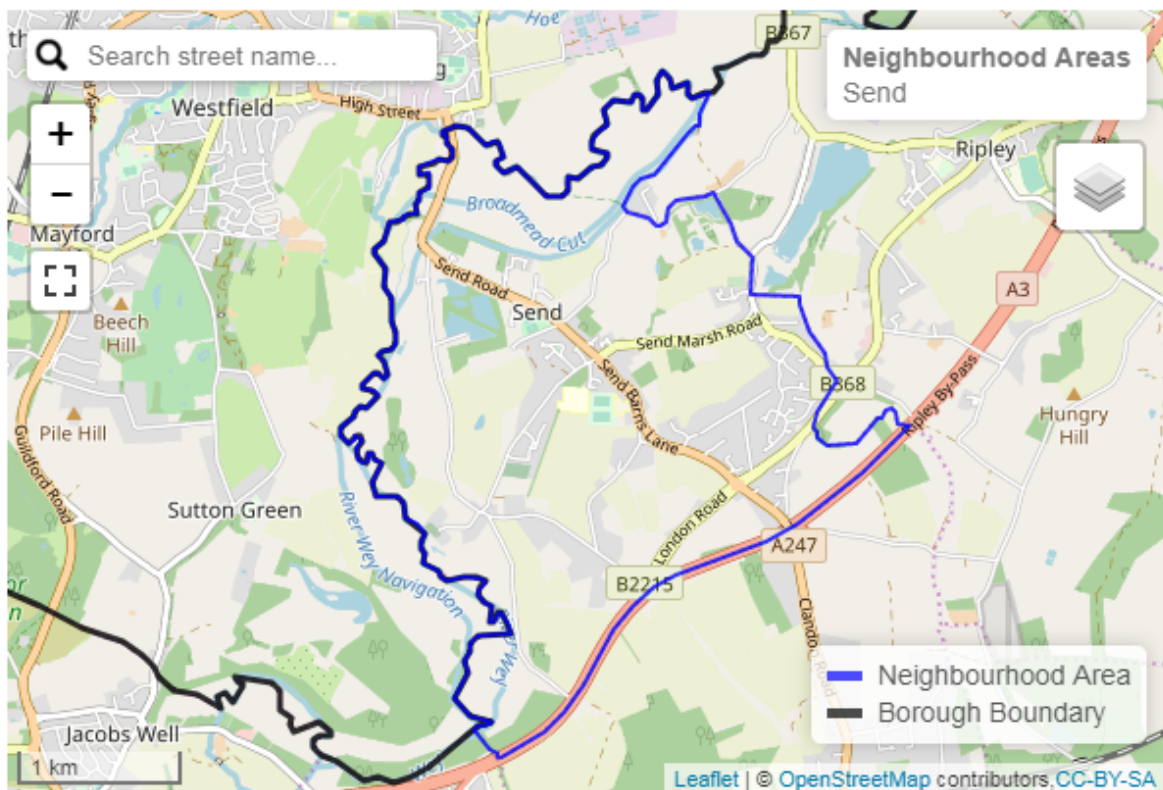 Hoe
B367
Search street name...
Neighbourhood Areas
Send
High Street
Westfield
+
−
Ripley
Broadmead Cut
Mayford
Send Road
A3
Beech
Hill
Send
Send Marsh Road
B368
Ripley By-Pass
Send Barns Lane
Pile Hill
Hungry
Hill
Guildford Road
Sutton Green
London Road
River Wey Navigation
A247
B2215
River Wey
Clandon Road
Neighbourhood Area
Borough Boundary
Jacobs Well
1 km
Leaflet | © OpenStreetMap contributors,CC-BY-SA